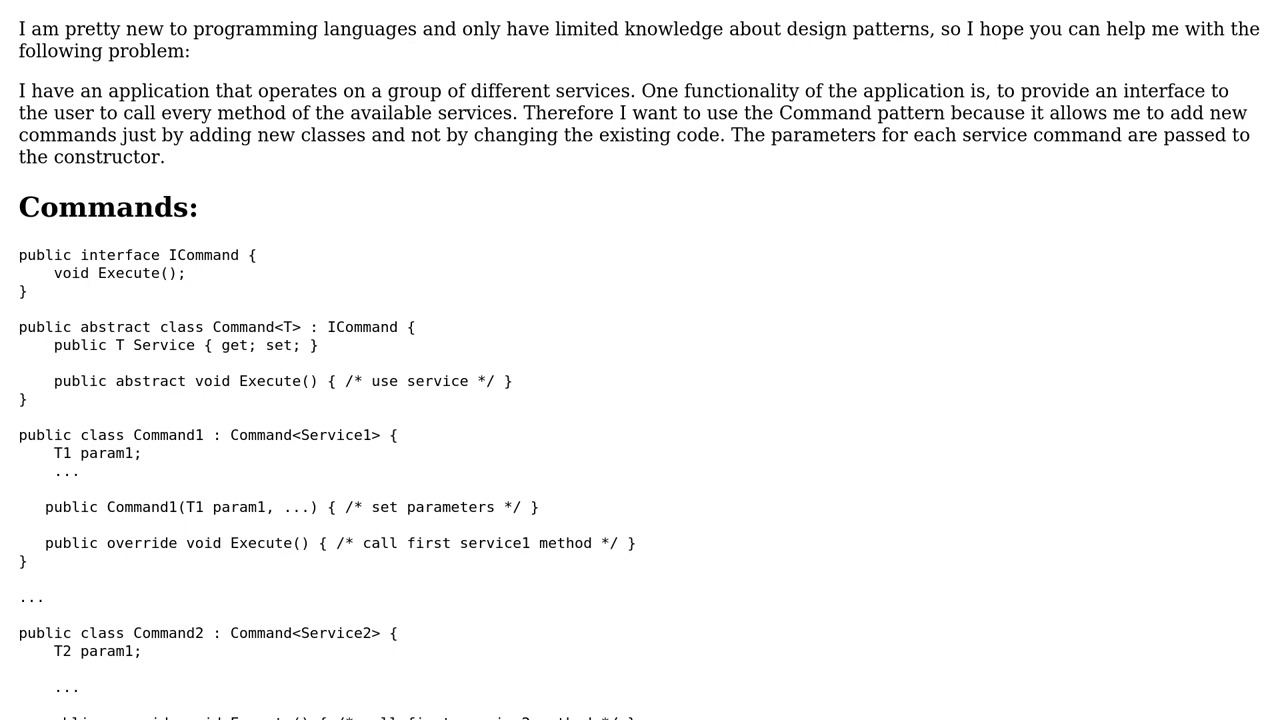 I am pretty new to programming languages and only have limited knowledge about design patterns, so I hope you can help me with the
following problem:
I have an application that operates on a group of different services. One functionality of the application is, to provide an interface to
the user to call every method of the available services. Therefore I want to use the Command pattern because it allows me to add new
commands just by adding new classes and not by changing the existing code. The parameters for each service command are passed to
the constructor.
Commands:
public interface ICommand {
    void Execute();
}
public abstract class Command<T> : ICommand {
    public T Service { get; set; }
    public abstract void Execute() { /* use service */ }
}
public class Command1 : Command<Service1> {
    T1 param1;
    ...
   public Command1(T1 param1, ...) { /* set parameters */ }
   public override void Execute() { /* call first service1 method */ }
}
...
public class Command2 : Command<Service2> {
    T2 param1;
    ...